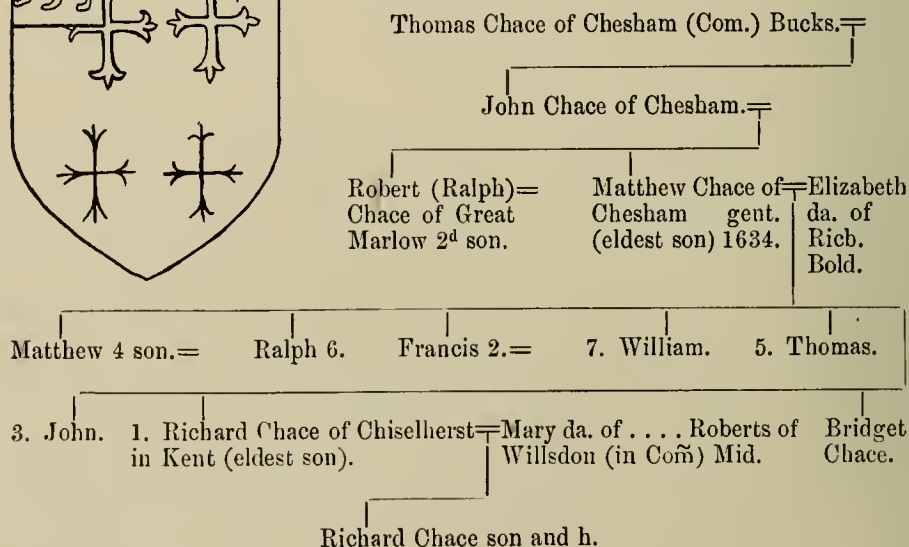 Thomas Chace of Chesham (Com.) Bucks.=
John Chace of Chesham.=
Robert (Ralph)=
Chace of Great
Marlow 2d son.
Matthew Chace of=Elizabeth
Chesham gent. da. of
(eldest son) 1634. Rich.
Bold.
Matthew 4 son.= Ralph 6. Francis 2.= 7. William. 5. Thomas.
3. John. 1. Richard Chace of Chiselherst=Mary da. of .... Roberts of Bridget
in Kent (eldest son). Willsdon (in Com̃) Mid. Chace.
Richard Chace son and h.